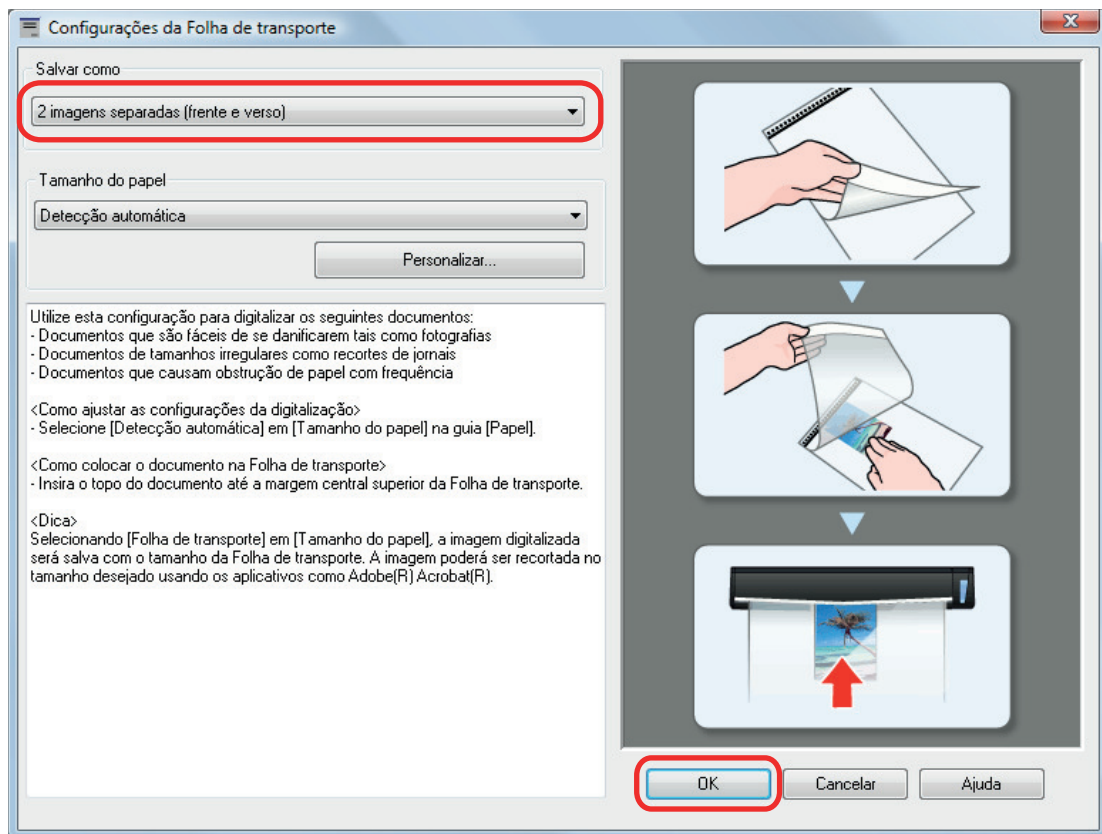 Configurações da Folha de transporte
Salvar como
2 imagens separadas (frente e verso)
Tamanho do papel
Detecção automática
Personalizar...
Utilize esta configuração para digitalizar os seguintes documentos:
- Documentos que são fáceis de se danificarem tais como fotografias
- Documentos de tamanhos irregulares como recortes de jornais
- Documentos que causam obstrução de papel com frequência
<Como ajustar as configurações da digitalização>
- Selecione [Detecção automática] em [Tamanho do papel] na guia [Papel].
<Como colocar o documento na Folha de transporte>
- Insira o topo do documento até a margem central superior da Folha de transporte.
<Dica>
Selecionando [Folha de transporte] em [Tamanho do papel], a imagem digitalizada
será salva com o tamanho da Folha de transporte. A imagem poderá ser recortada no
tamanho desejado usando os aplicativos como Adobe(R) Acrobat(R).
OK
Cancelar
Ajuda